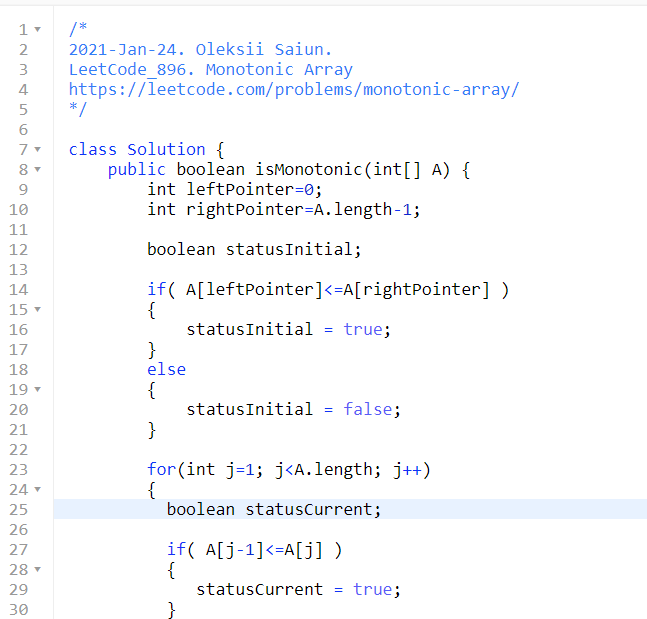 1 /*
2 2021-Jan-24. Oleksii Saiun.
3 LeetCode_896. Monotonic Array
4 https://leetcode.com/problems/monotonic-array/
5 */
6
7 class Solution {
8     public boolean isMonotonic(int[] A) {
9         int leftPointer=0;
10         int rightPointer=A.length-1;
11
12         boolean statusInitial;
13
14         if( A[leftPointer]<=A[rightPointer] )
15         {
16             statusInitial = true;
17         }
18         else
19         {
20             statusInitial = false;
21         }
22
23         for(int j=1; j<A.length; j++)
24         {
25           boolean statusCurrent;
26
27           if( A[j-1]<=A[j] )
28           {
29              statusCurrent = true;
30           }